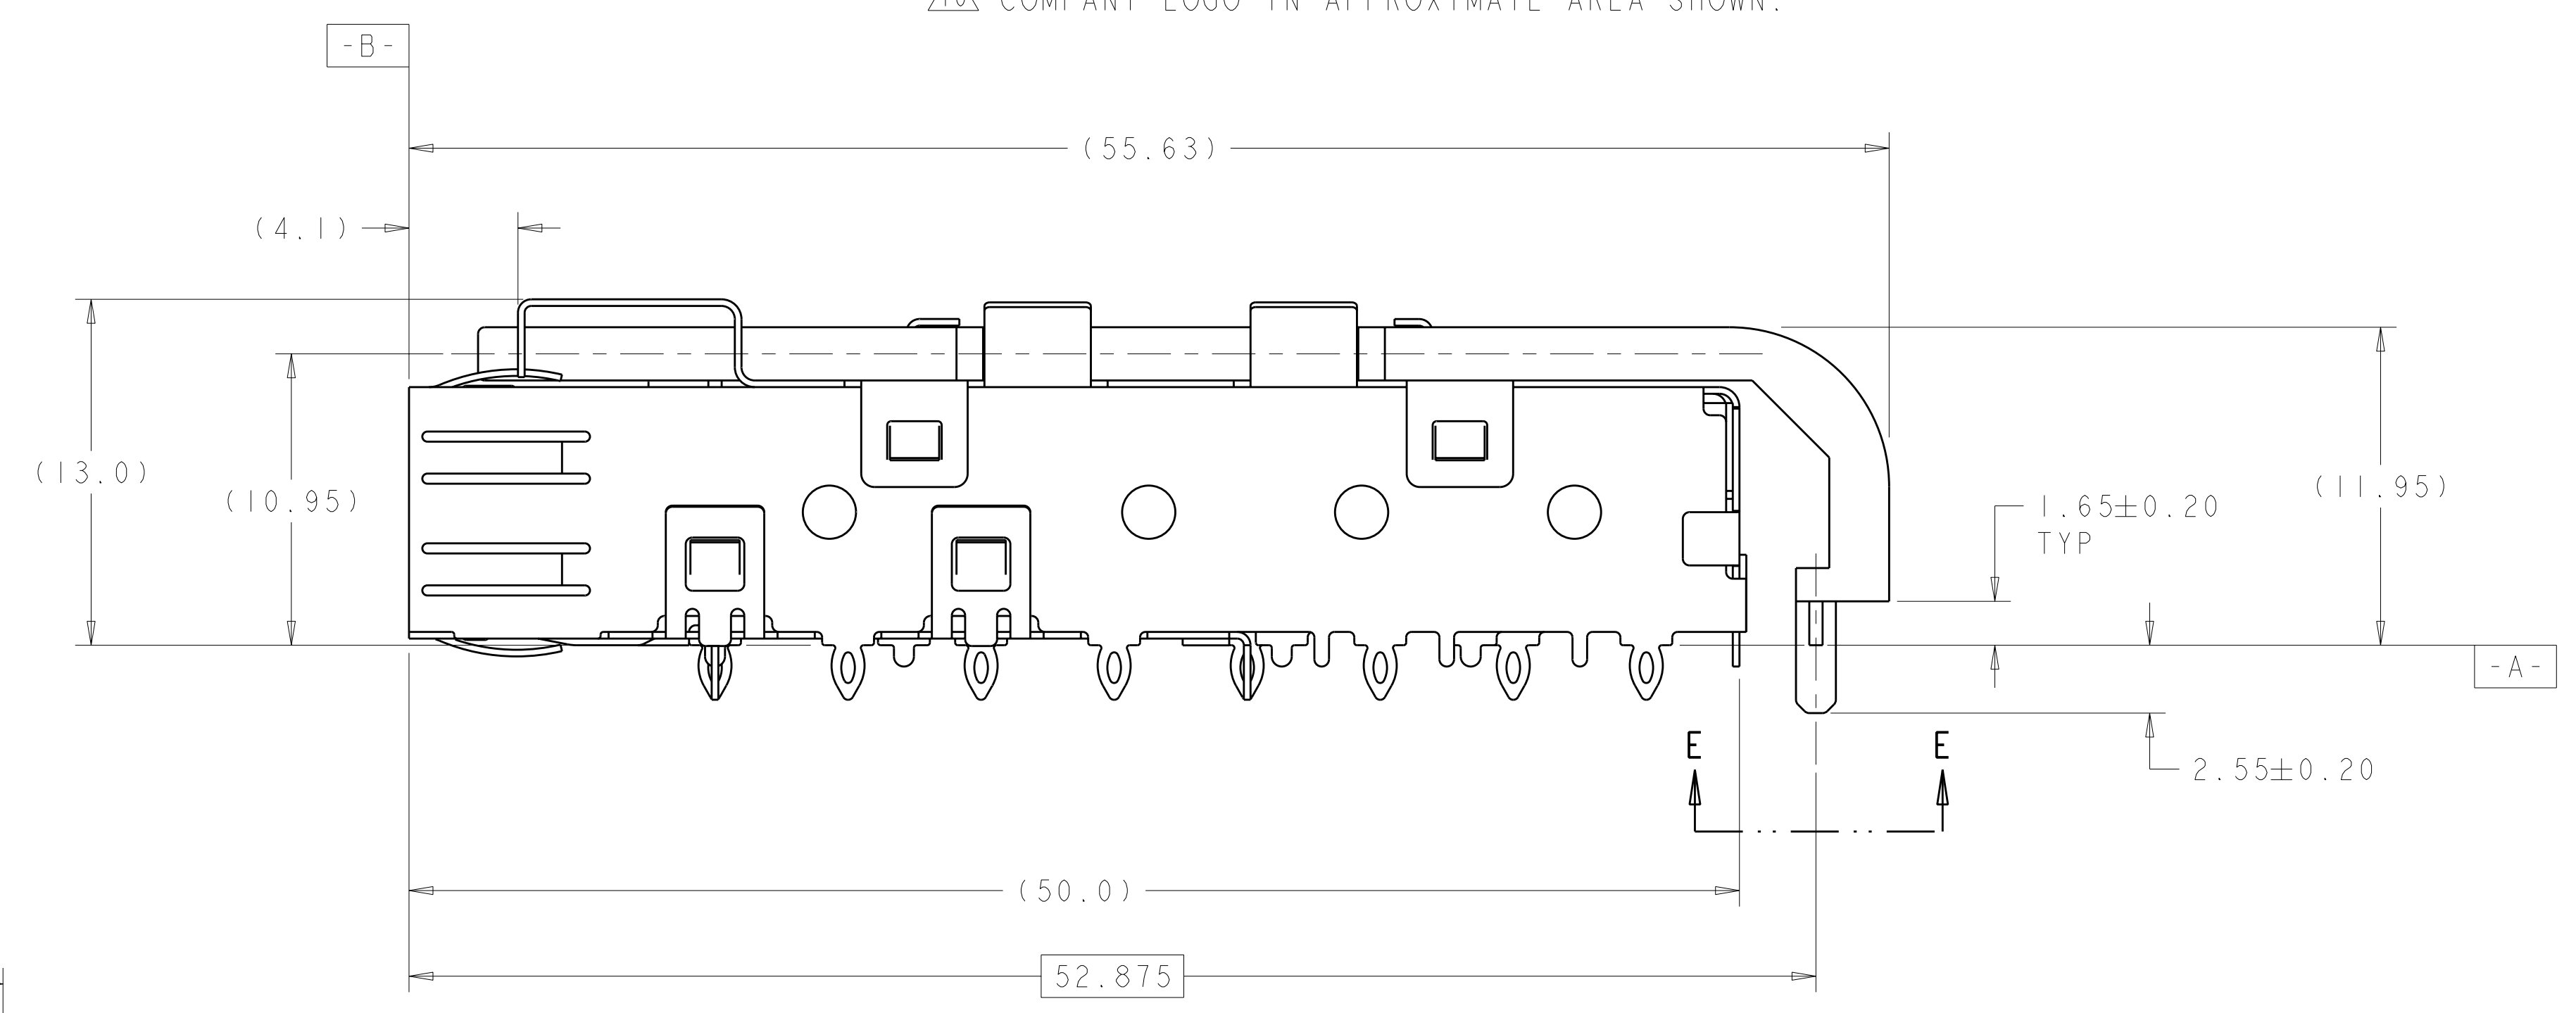 COMPANY LOGO IN APPROXIMATE AREA SHOWN.
-B-
(55.63)
(4.1)
(13.0)
(10.95)
1.65±0.20
TYP
(11.95)
-A-
E E
2.55±0.20
(50.0)
52.875